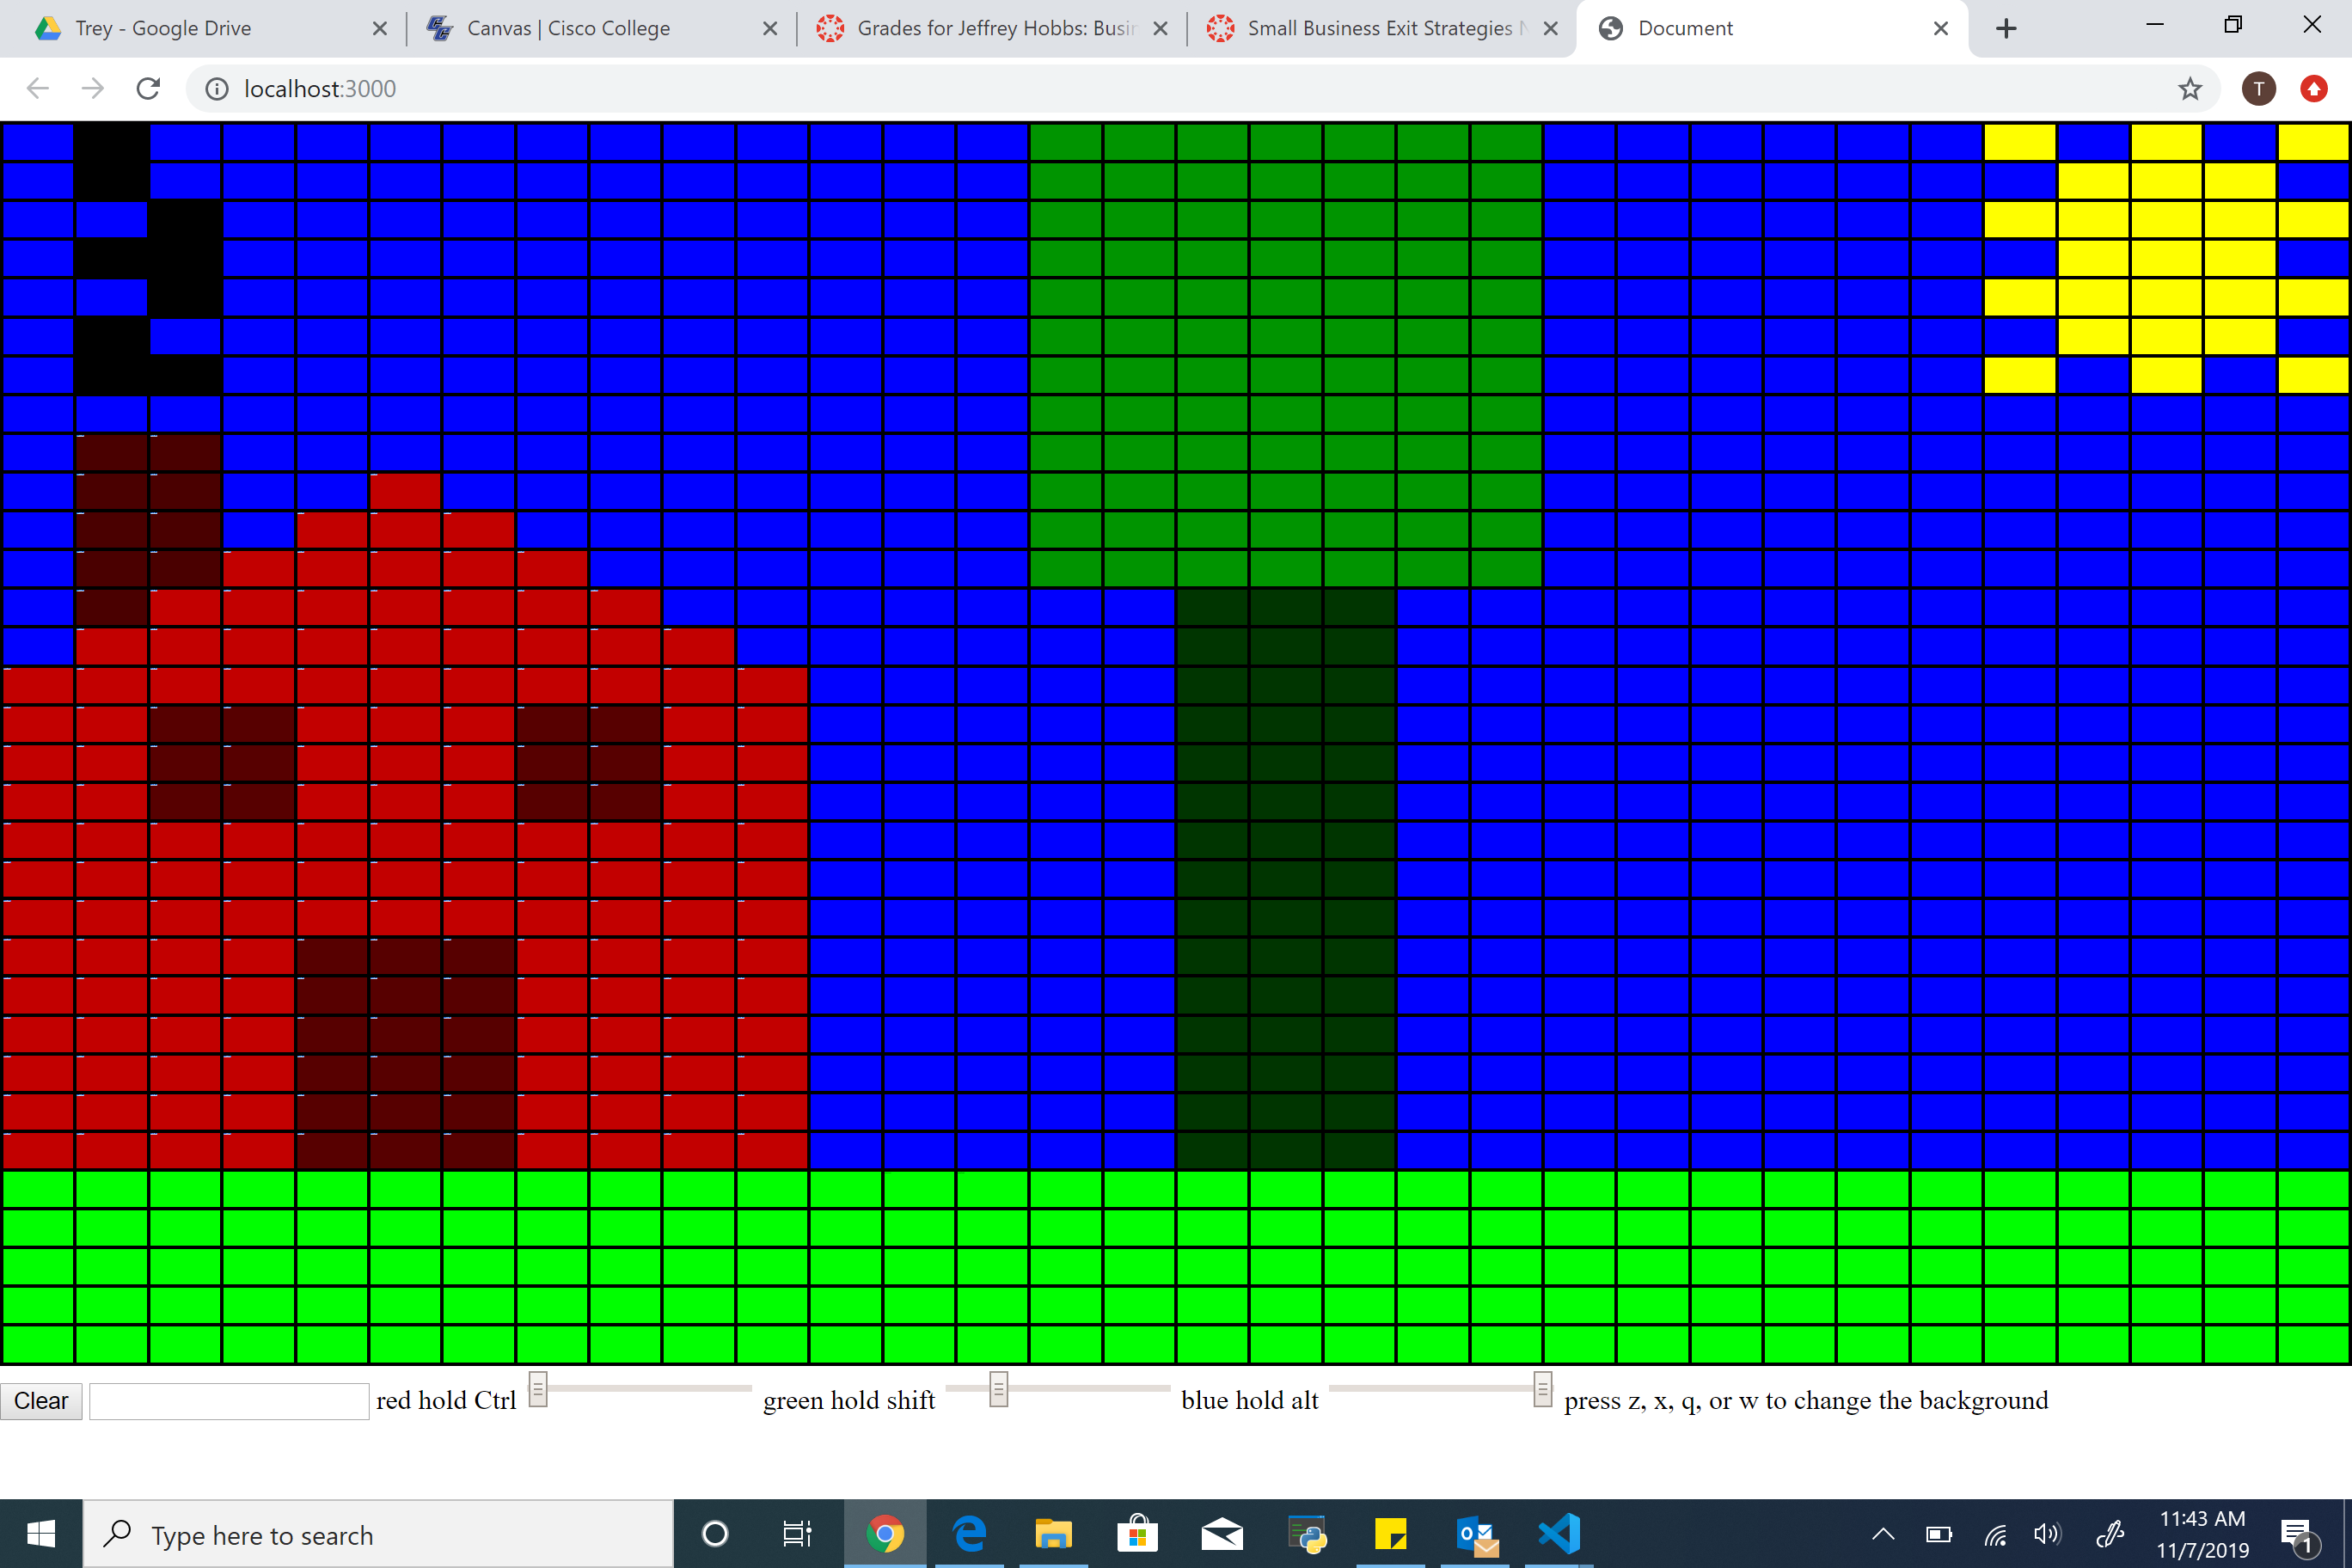 Trey - Google Drive
Canvas | Cisco College
Grades for Jeffrey Hobbs: Busin
Small Business Exit Strategies N
Document
localhost:3000
T
Clear
red hold Ctrl
green hold shift
blue hold alt
press z, x, q, or w to change the background
Type here to search
11:43 AM
11/7/2019
1